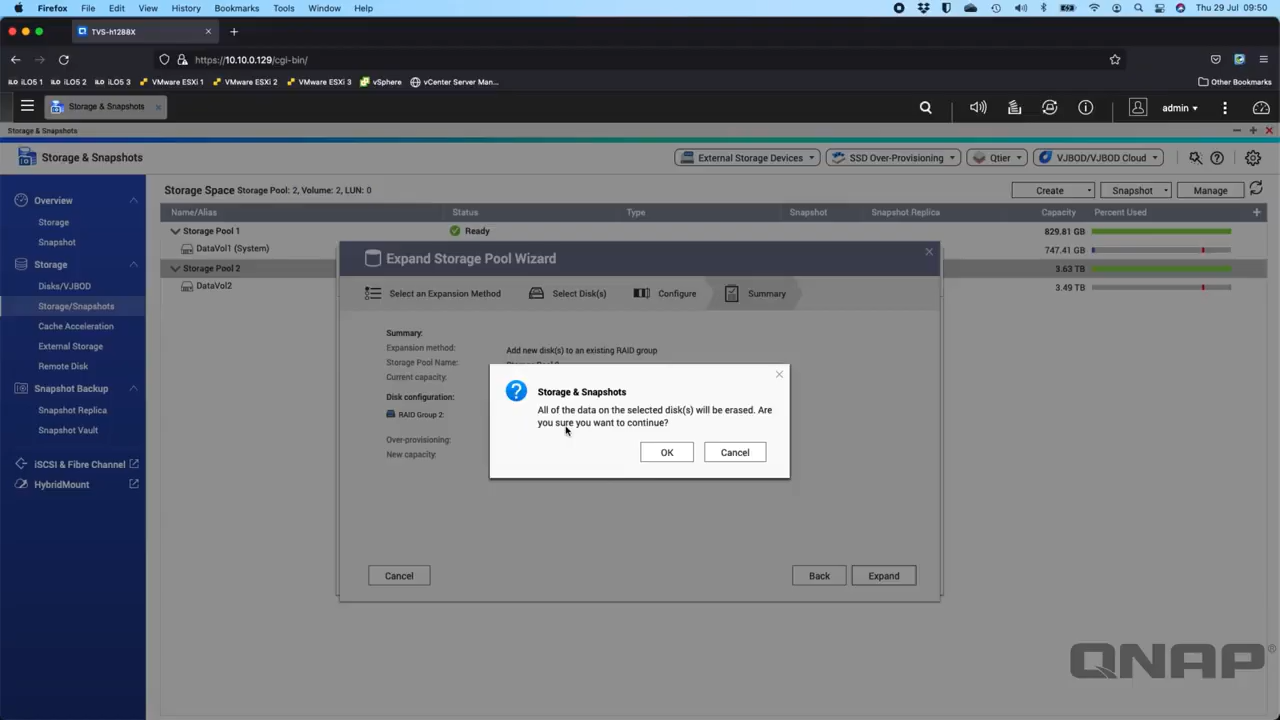 Firefox File Edit View History Bookmarks Tools Window Help Thu 29 Jul 09:50
TVS-h1288X
https://10.10.0.129/cgi-bin/
iLO5 1 iLO5 2 iLO5 3 VMware ESXi 1 VMware ESXi 2 VMware ESXi 3 vSphere vCenter Server Man... Other Bookmarks
Storage & Snapshots admin
Storage & Snapshots
Storage & Snapshots External Storage Devices SSD Over-Provisioning Qtier VJBOD/VJBOD Cloud
Overview
Storage
Snapshot
Storage
Disks/VJBOD
Storage/Snapshots
Cache Acceleration
External Storage
Remote Disk
Snapshot Backup
Snapshot Replica
Snapshot Vault
iSCSI & Fibre Channel
HybridMount
Storage Space Storage Pool: 2, Volume: 2, LUN: 0 Create Snapshot Manage
Name/Alias Status Type Snapshot Snapshot Replica Capacity Percent Used
Storage Pool 1 Ready 829.81 GB
DataVol1 (System) 747.41 GB
Storage Pool 2 3.63 TB
DataVol2 3.49 TB
Expand Storage Pool Wizard
Select an Expansion Method Select Disk(s) Configure Summary
Summary:
Expansion method: Add new disk(s) to an existing RAID group
Storage Pool Name:
Current capacity:
Disk configuration:
RAID Group 2:
Over-provisioning:
New capacity:
Storage & Snapshots
All of the data on the selected disk(s) will be erased. Are
you sure you want to continue?
OK Cancel
Cancel Back Expand
QNAP